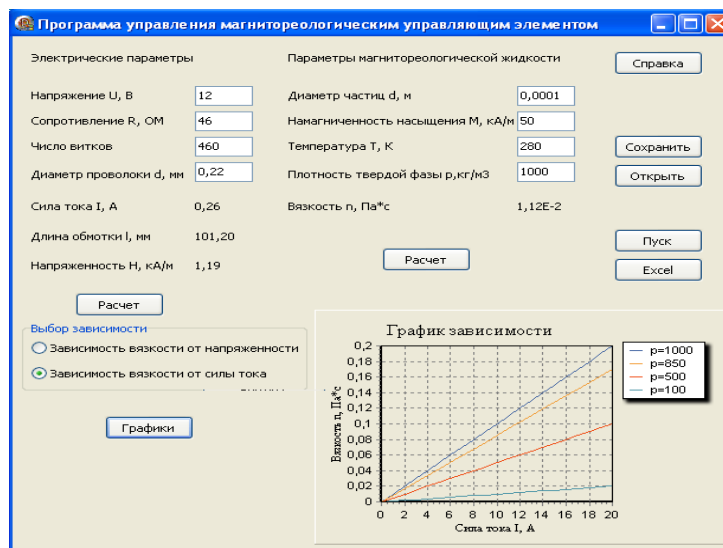 Программа управления магнитореологическим управляющим элементом
Электрические параметры
Параметры магнитореологической жидкости
Справка
Напряжение U, В 12
Диаметр частиц d, м 0,0001
Сопротивление R, ОМ 46
Намагниченность насыщения M, кА/м 50
Число витков 460
Температура T, К 280
Сохранить
Диаметр проволоки d, мм 0,22
Плотность твердой фазы p,кг/м3 1000
Открыть
Сила тока I, А 0,26
Вязкость n, Па*с 1,12E-2
Длина обмотки l, мм 101,20
Пуск
Напряженность H, кА/м 1,19
Расчет
Excel
Расчет
Выбор зависимости
Зависимость вязкости от напряженности
Зависимость вязкости от силы тока
Графики
График зависимости
Вязкость n, Па*с
0,2
0,18
0,16
0,14
0,12
0,1
0,08
0,06
0,04
0,02
0
0 2 4 6 8 10 12 14 16 18 20
Сила тока I, А
p=1000
p=850
p=500
p=100